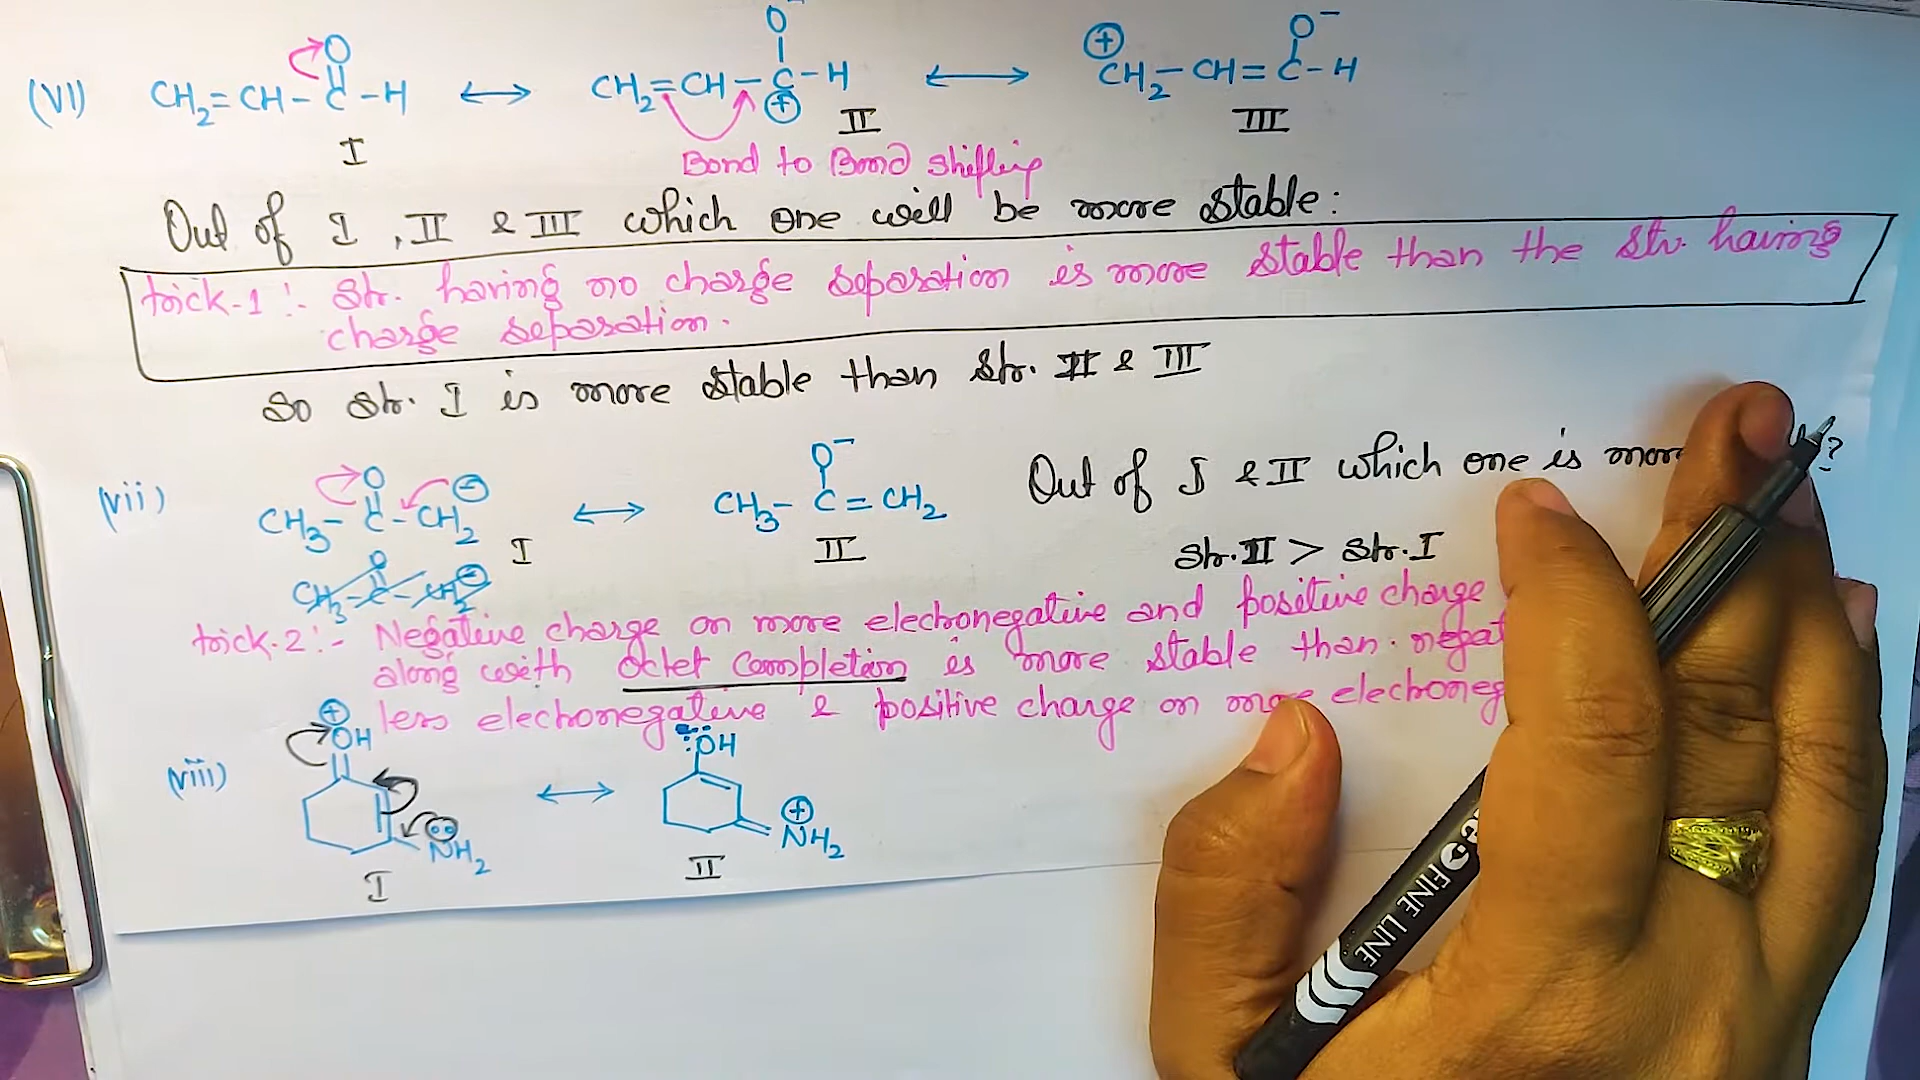 (VI) CH₂=CH-C-H ↔ CH₂=CH-C-H ↔ CH₂-CH=C-H
O O⁻ O⁻
⊕ ⊕
I II III
Bond to Bond shifting
Out of I, II & III which one will be more stable:
trick-1:- Str. having no charge separation is more stable than the str. having
charge separation.
So str. I is more stable than str. II & III
(vii) CH₃-C-CH₂ ↔ CH₃-C=CH₂ Out of I & II which one is more ?
O ⊖ O⁻
I II
str. II > str. I
CH₃-C-CH₂
O ⊖
trick-2:- Negative charge on more electronegative and positive charge
along with octet completion is more stable than
less electronegative & positive charge on more
(viii) OH ↔ :OH
⊕ ⊕
NH₂ NH₂
I II
FINE LINE